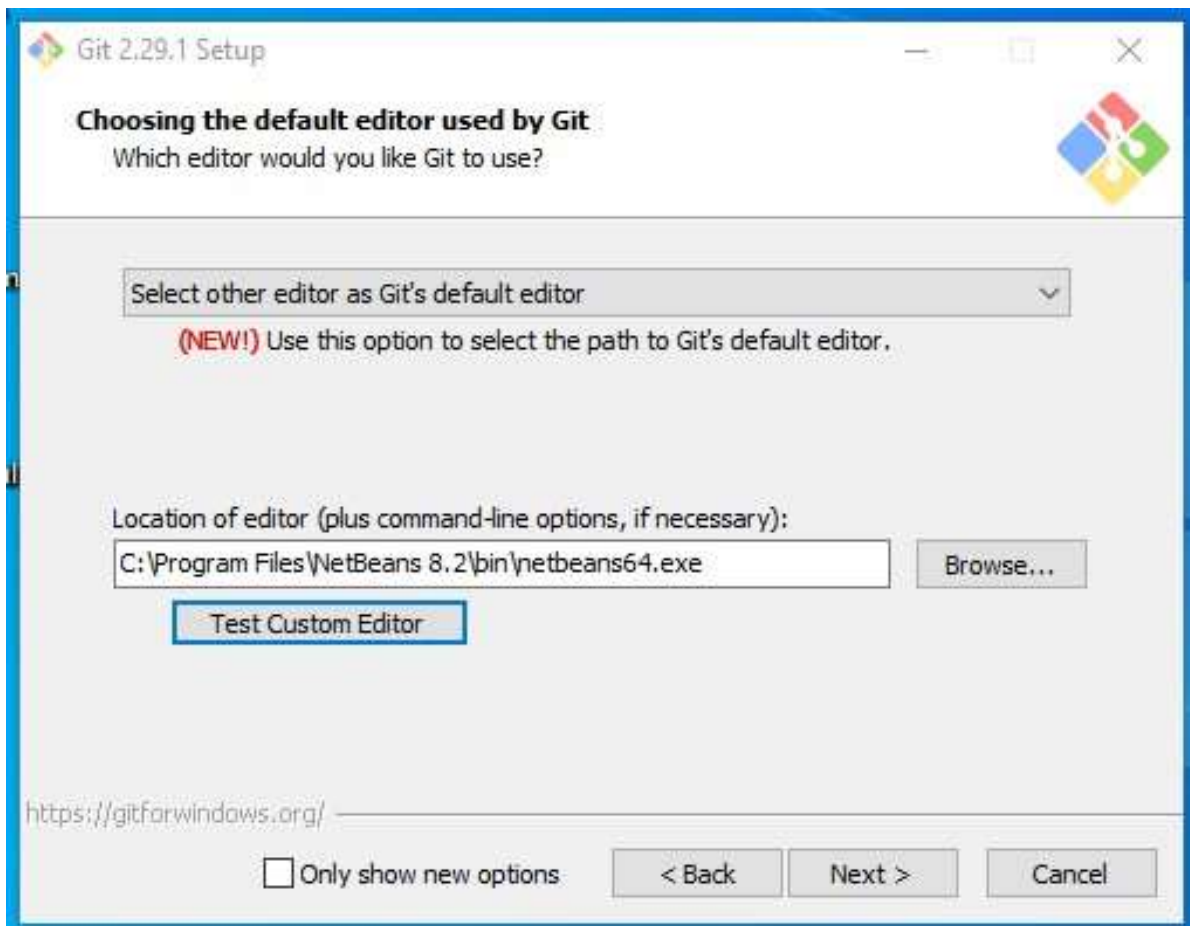 Git 2.29.1 Setup
Choosing the default editor used by Git
Which editor would you like Git to use?
Select other editor as Git's default editor
(NEW!) Use this option to select the path to Git's default editor.
Location of editor (plus command-line options, if necessary):
C:\Program Files\NetBeans 8.2\bin\netbeans64.exe
Browse...
Test Custom Editor
https://gitforwindows.org/
Only show new options
< Back
Next >
Cancel